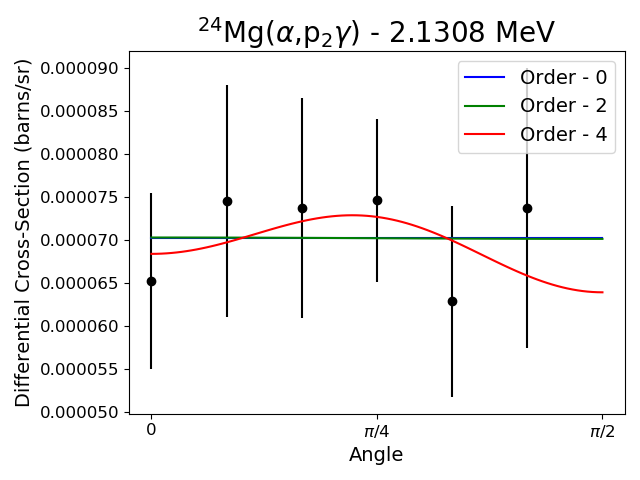 ²⁴Mg(α,p₂γ) - 2.1308 MeV
Differential Cross-Section (barns/sr)
0.000090
0.000085
0.000080
0.000075
0.000070
0.000065
0.000060
0.000055
0.000050
Order - 0
Order - 2
Order - 4
0
π/4
π/2
Angle